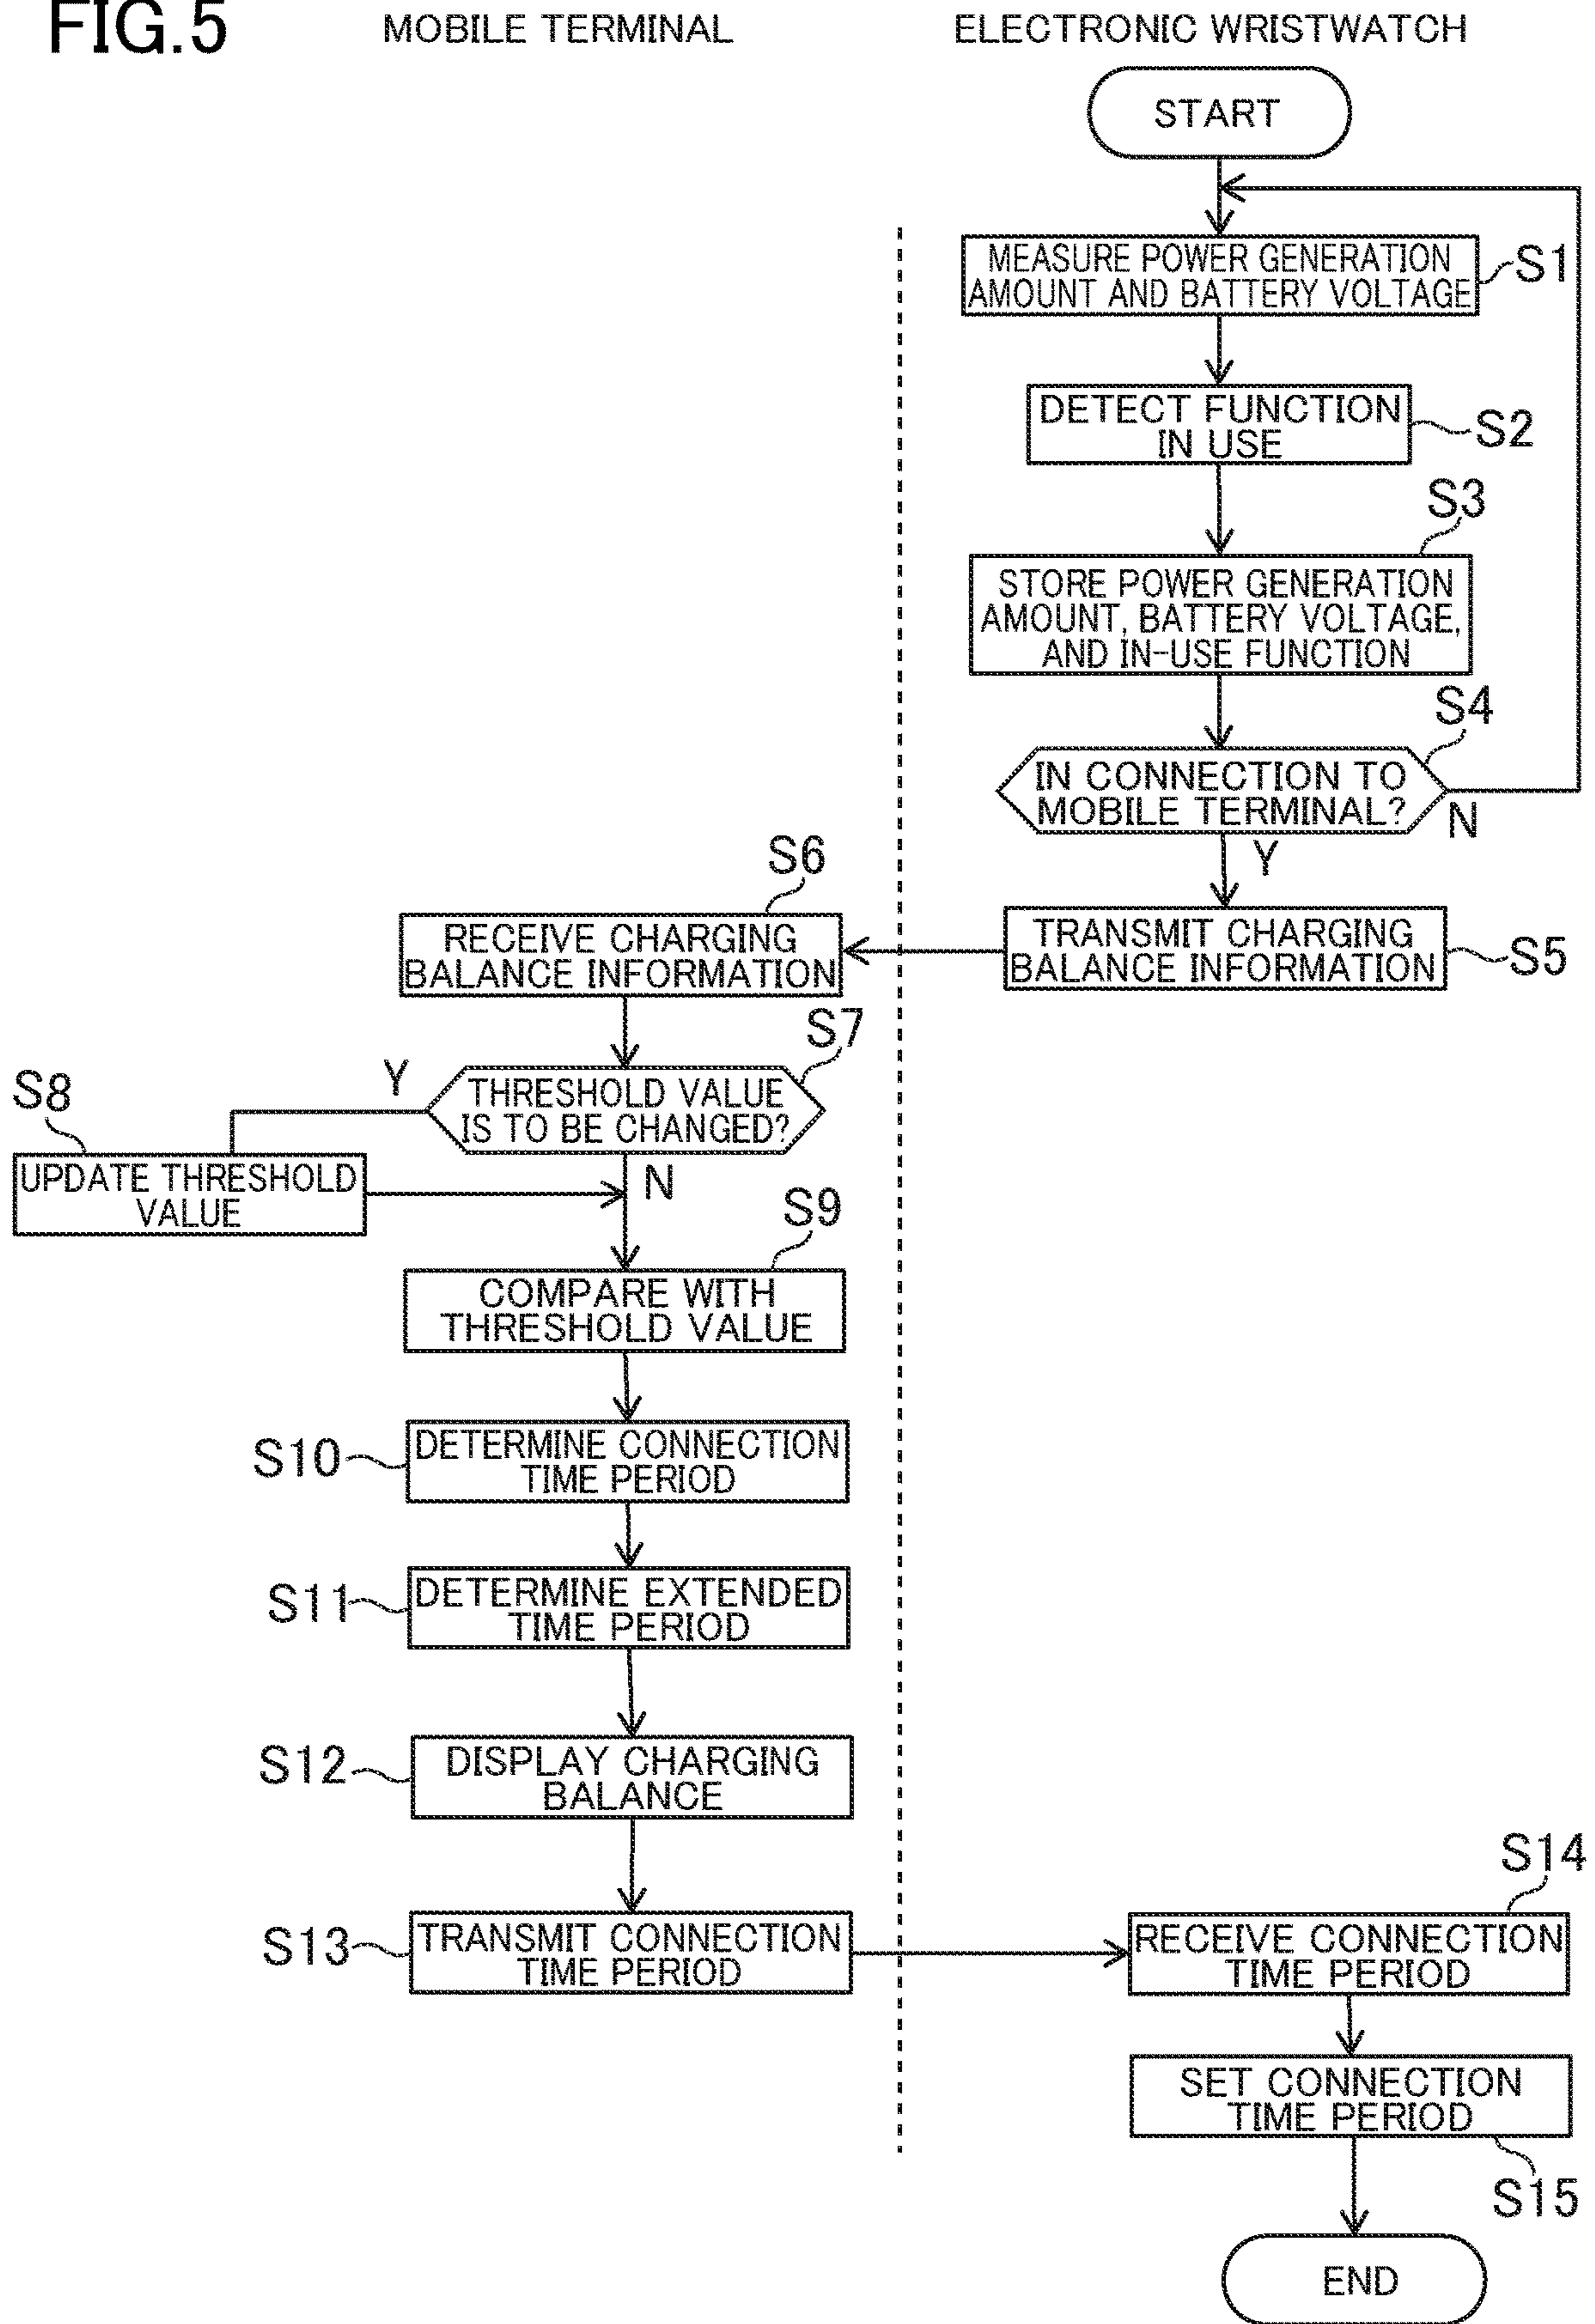 FIG.5
MOBILE TERMINAL
ELECTRONIC WRISTWATCH
START
MEASURE POWER GENERATION
AMOUNT AND BATTERY VOLTAGE
S1
DETECT FUNCTION
IN USE
S2
S3
STORE POWER GENERATION
AMOUNT, BATTERY VOLTAGE,
AND IN-USE FUNCTION
S4
IN CONNECTION TO
MOBILE TERMINAL?
N
Y
TRANSMIT CHARGING
BALANCE INFORMATION
S5
S6
RECEIVE CHARGING
BALANCE INFORMATION
S7
THRESHOLD VALUE
IS TO BE CHANGED?
Y
N
S8
UPDATE THRESHOLD
VALUE
S9
COMPARE WITH
THRESHOLD VALUE
S10
DETERMINE CONNECTION
TIME PERIOD
S11
DETERMINE EXTENDED
TIME PERIOD
S12
DISPLAY CHARGING
BALANCE
S13
TRANSMIT CONNECTION
TIME PERIOD
S14
RECEIVE CONNECTION
TIME PERIOD
SET CONNECTION
TIME PERIOD
S15
END